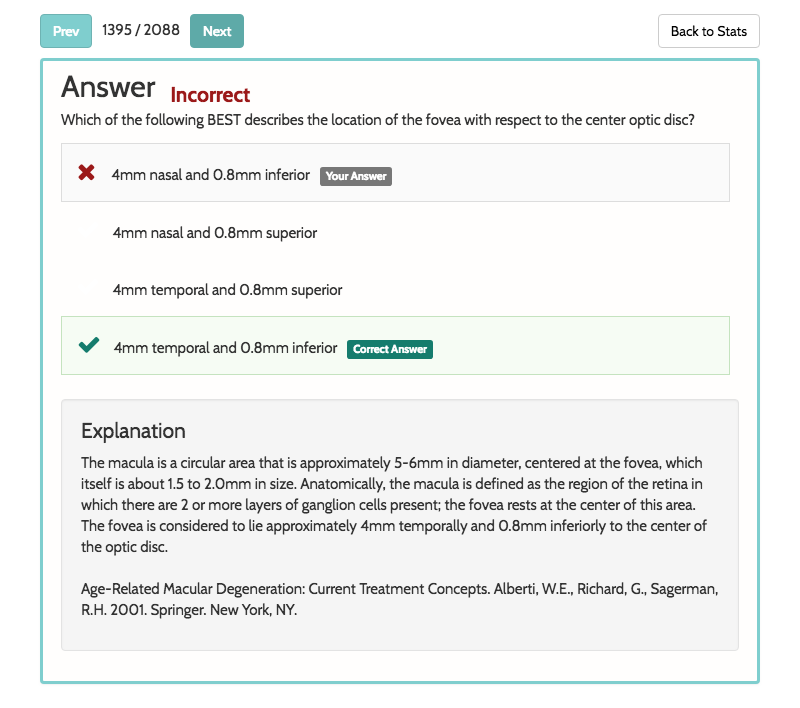 Prev 1395 / 2088 Next Back to Stats
Answer Incorrect
Which of the following BEST describes the location of the fovea with respect to the center optic disc?
4mm nasal and 0.8mm inferior Your Answer
4mm nasal and 0.8mm superior
4mm temporal and 0.8mm superior
4mm temporal and 0.8mm inferior Correct Answer
Explanation
The macula is a circular area that is approximately 5-6mm in diameter, centered at the fovea, which
itself is about 1.5 to 2.0mm in size. Anatomically, the macula is defined as the region of the retina in
which there are 2 or more layers of ganglion cells present; the fovea rests at the center of this area.
The fovea is considered to lie approximately 4mm temporally and 0.8mm inferiorly to the center of
the optic disc.
Age-Related Macular Degeneration: Current Treatment Concepts. Alberti, W.E., Richard, G., Sagerman,
R.H. 2001. Springer. New York, NY.